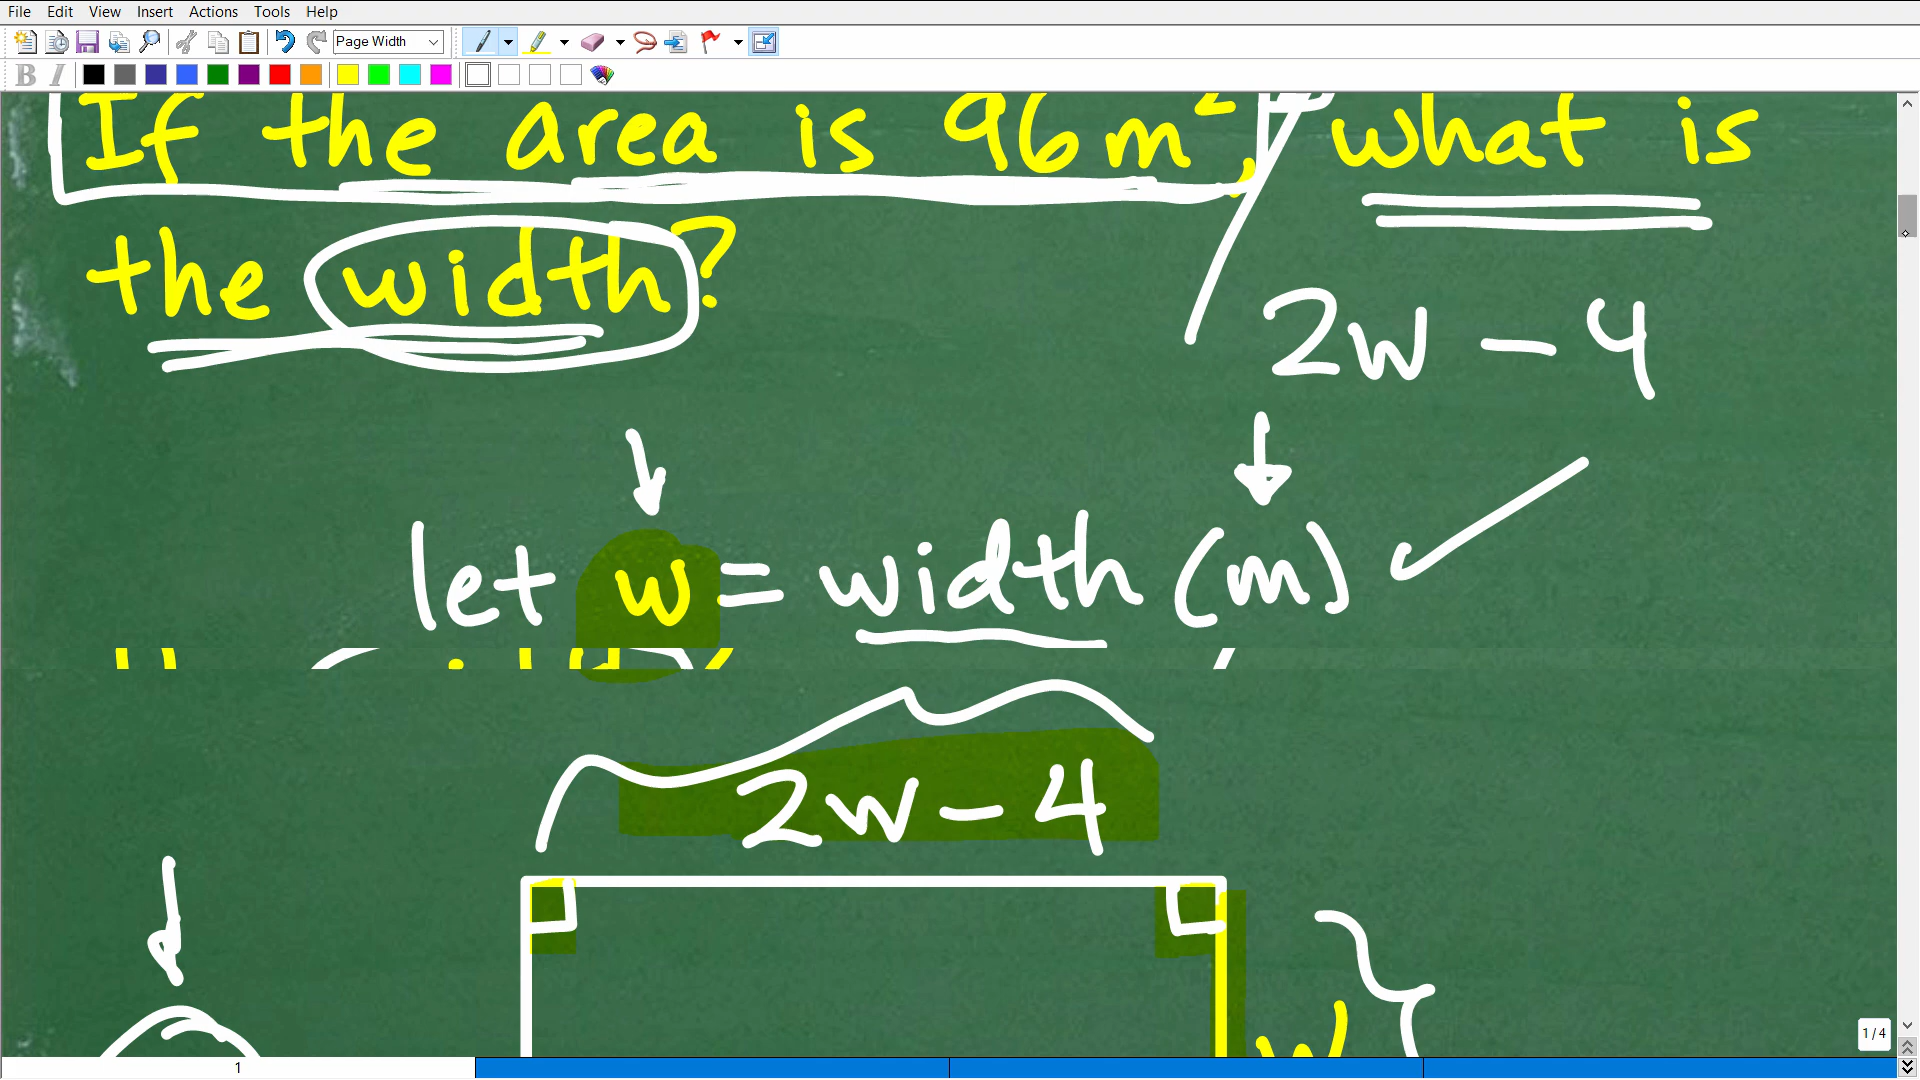 File Edit View Insert Actions Tools Help
Page Width
B I
If the area is 96m², what is
the width?
2w - 4
let w = width (m)
2w - 4
w
1 / 4
1